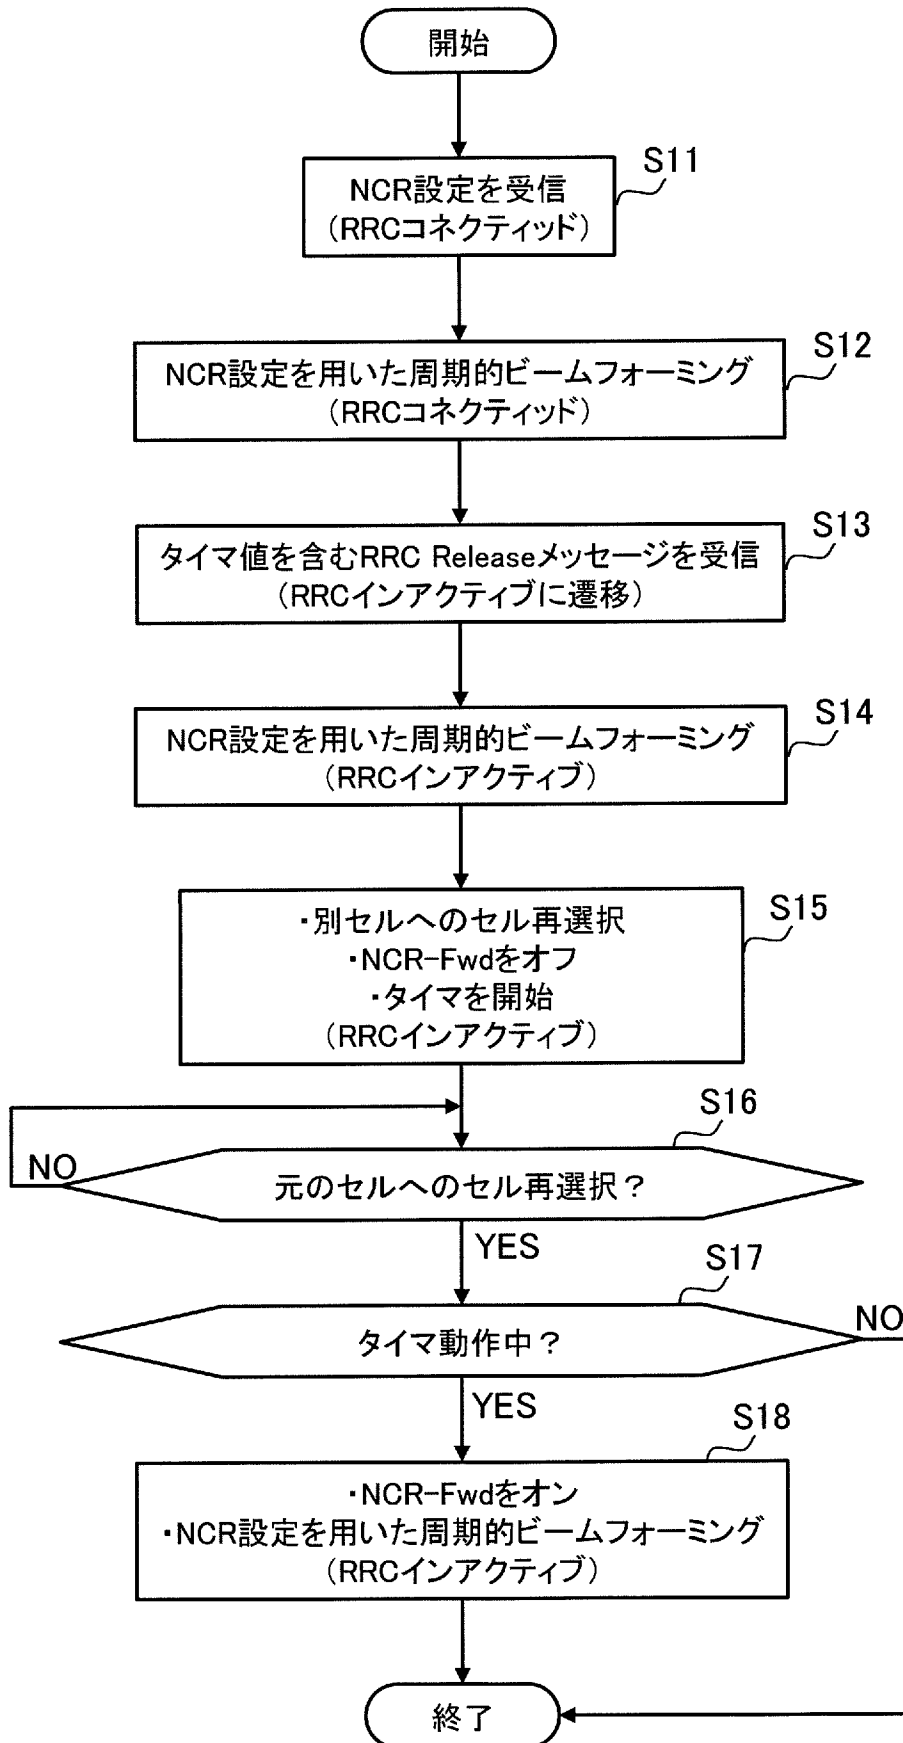 開始
S11
NCR設定を受信
(RRCコネクティッド)
S12
NCR設定を用いた周期的ビームフォーミング
(RRCコネクティッド)
S13
タイマ値を含むRRC Releaseメッセージを受信
(RRCインアクティブに遷移)
S14
NCR設定を用いた周期的ビームフォーミング
(RRCインアクティブ)
S15
・別セルへのセル再選択
・NCR-Fwdをオフ
・タイマを開始
(RRCインアクティブ)
S16
元のセルへのセル再選択？
NO
YES
S17
タイマ動作中？
NO
YES
S18
・NCR-Fwdをオン
・NCR設定を用いた周期的ビームフォーミング
(RRCインアクティブ)
終了